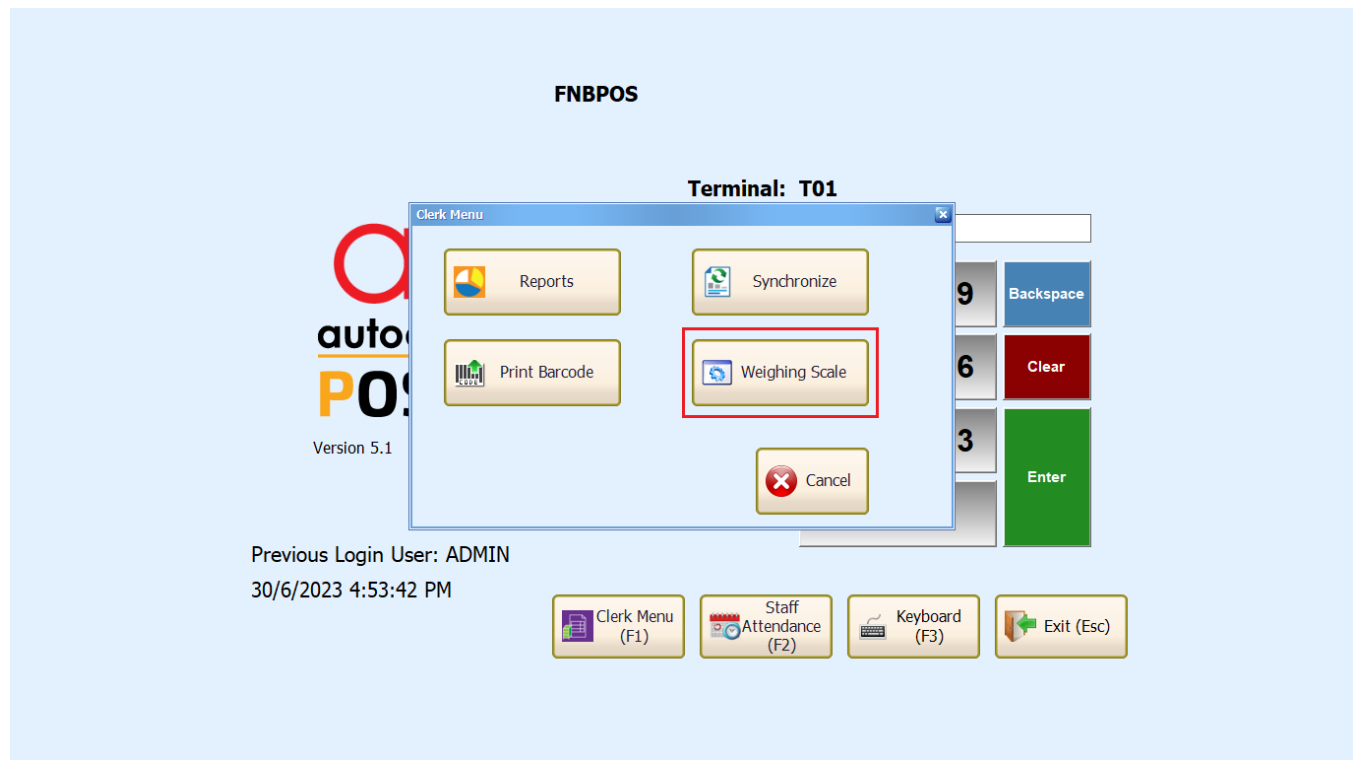 FNBPOS
Terminal: T01
Clerk Menu
Reports
Synchronize
Print Barcode
Weighing Scale
Cancel
9
Backspace
6
Clear
3
Enter
auto
POS
Version 5.1
Previous Login User: ADMIN
30/6/2023 4:53:42 PM
Clerk Menu
(F1)
Staff
Attendance
(F2)
Keyboard
(F3)
Exit (Esc)